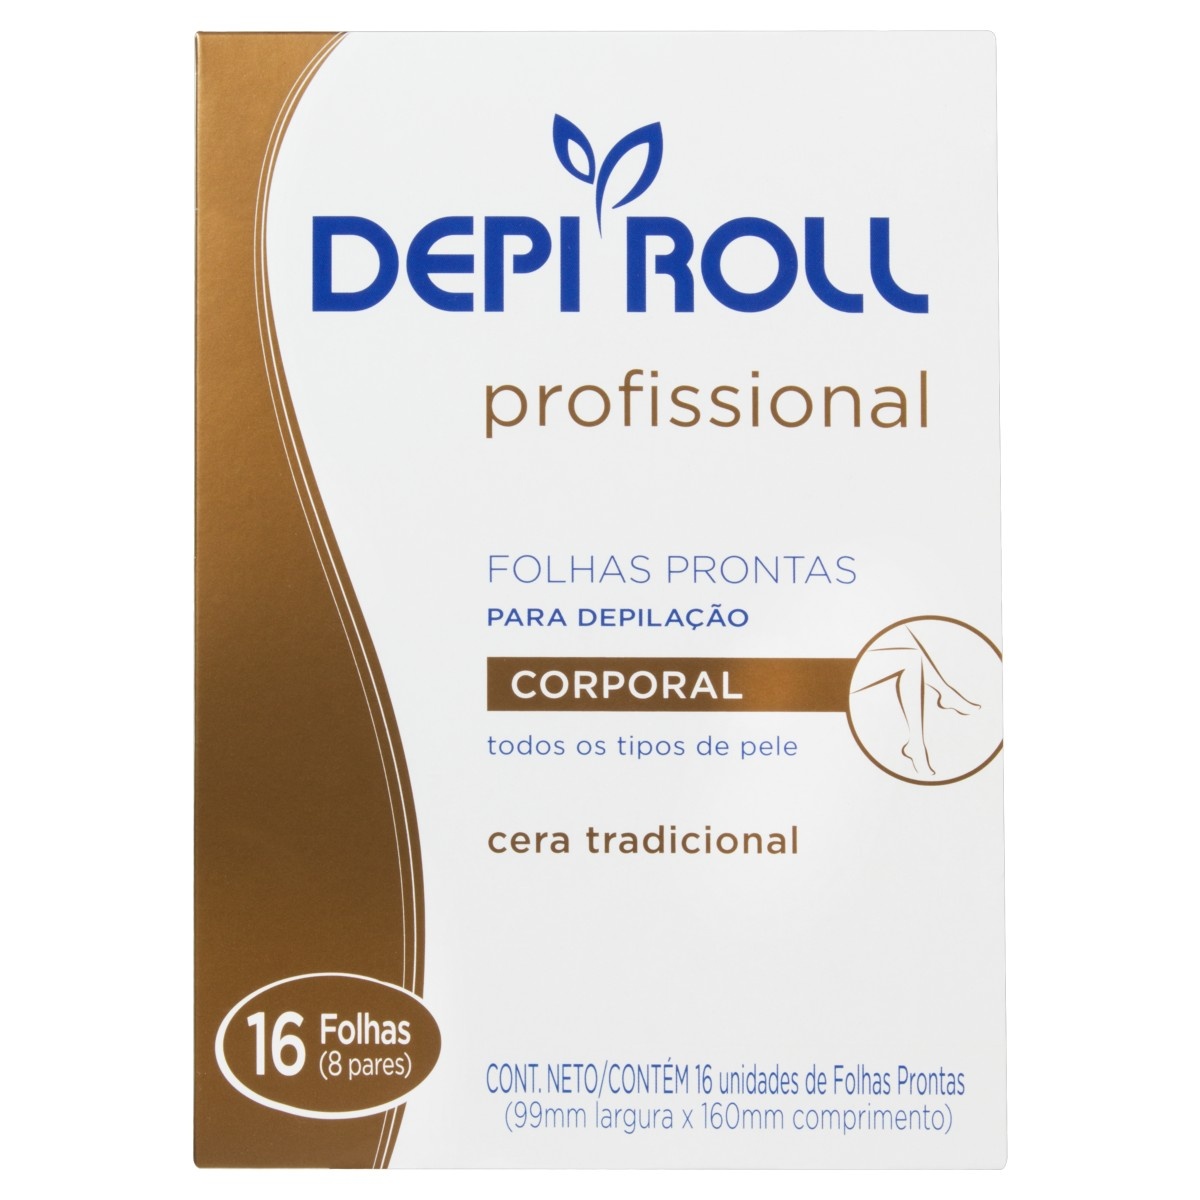 DEPI ROLL
profissional
FOLHAS PRONTAS
PARA DEPILAÇÃO
CORPORAL
todos os tipos de pele
cera tradicional
16 Folhas
(8 pares)
CONT. NETO/CONTÉM 16 unidades de Folhas Prontas
(99mm largura x 160mm comprimento)